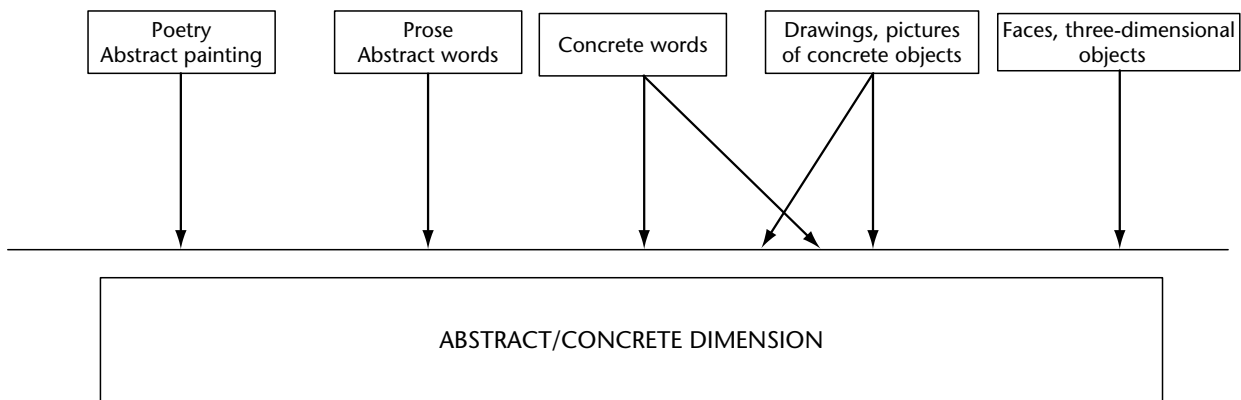 Poetry
Abstract painting
Prose
Abstract words
Concrete words
Drawings, pictures
of concrete objects
Faces, three-dimensional
objects
ABSTRACT/CONCRETE DIMENSION